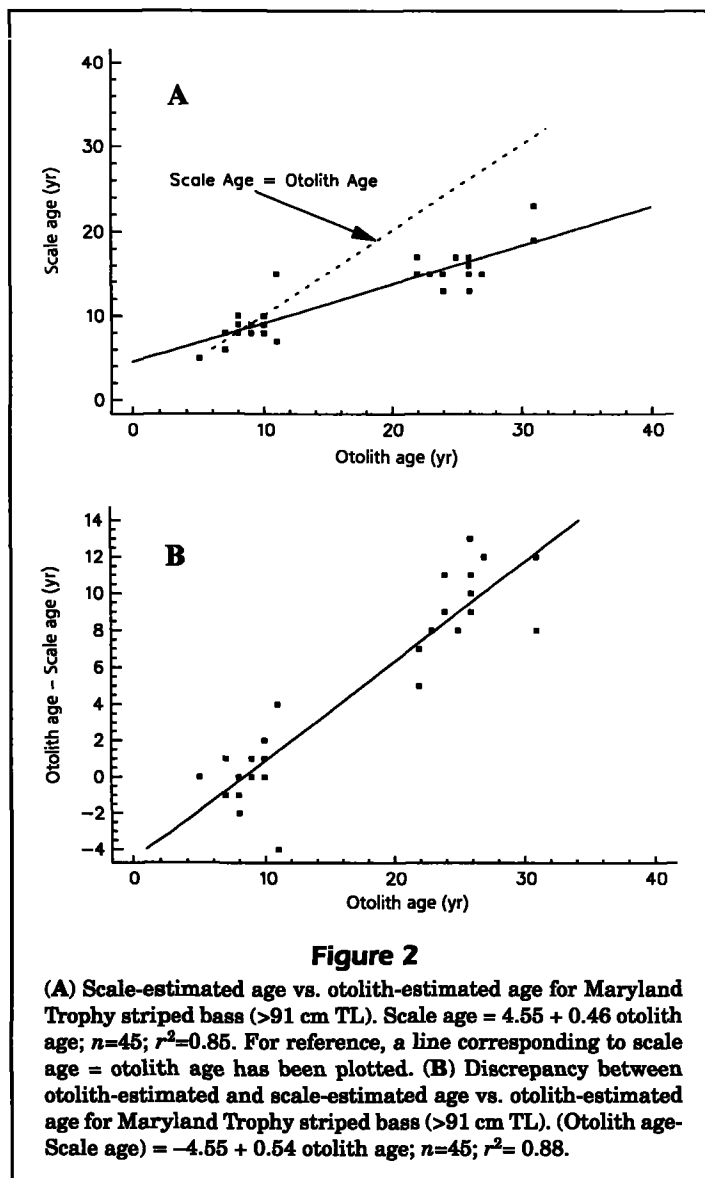 40
A
30
Scale Age = Otolith Age
Scale age (yr)
20
10
0
0 10 20 30 40
Otolith age (yr)
14
B
12
10
8
Otolith age – Scale age (yr)
6
4
2
0
−2
−4
0 10 20 30 40
Otolith age (yr)
Figure 2
(A) Scale-estimated age vs. otolith-estimated age for Maryland
Trophy striped bass (>91 cm TL). Scale age = 4.55 + 0.46 otolith
age; n=45; r²=0.85. For reference, a line corresponding to scale
age = otolith age has been plotted. (B) Discrepancy between
otolith-estimated and scale-estimated age vs. otolith-estimated
age for Maryland Trophy striped bass (>91 cm TL). (Otolith age-
Scale age) = –4.55 + 0.54 otolith age; n=45; r²= 0.88.